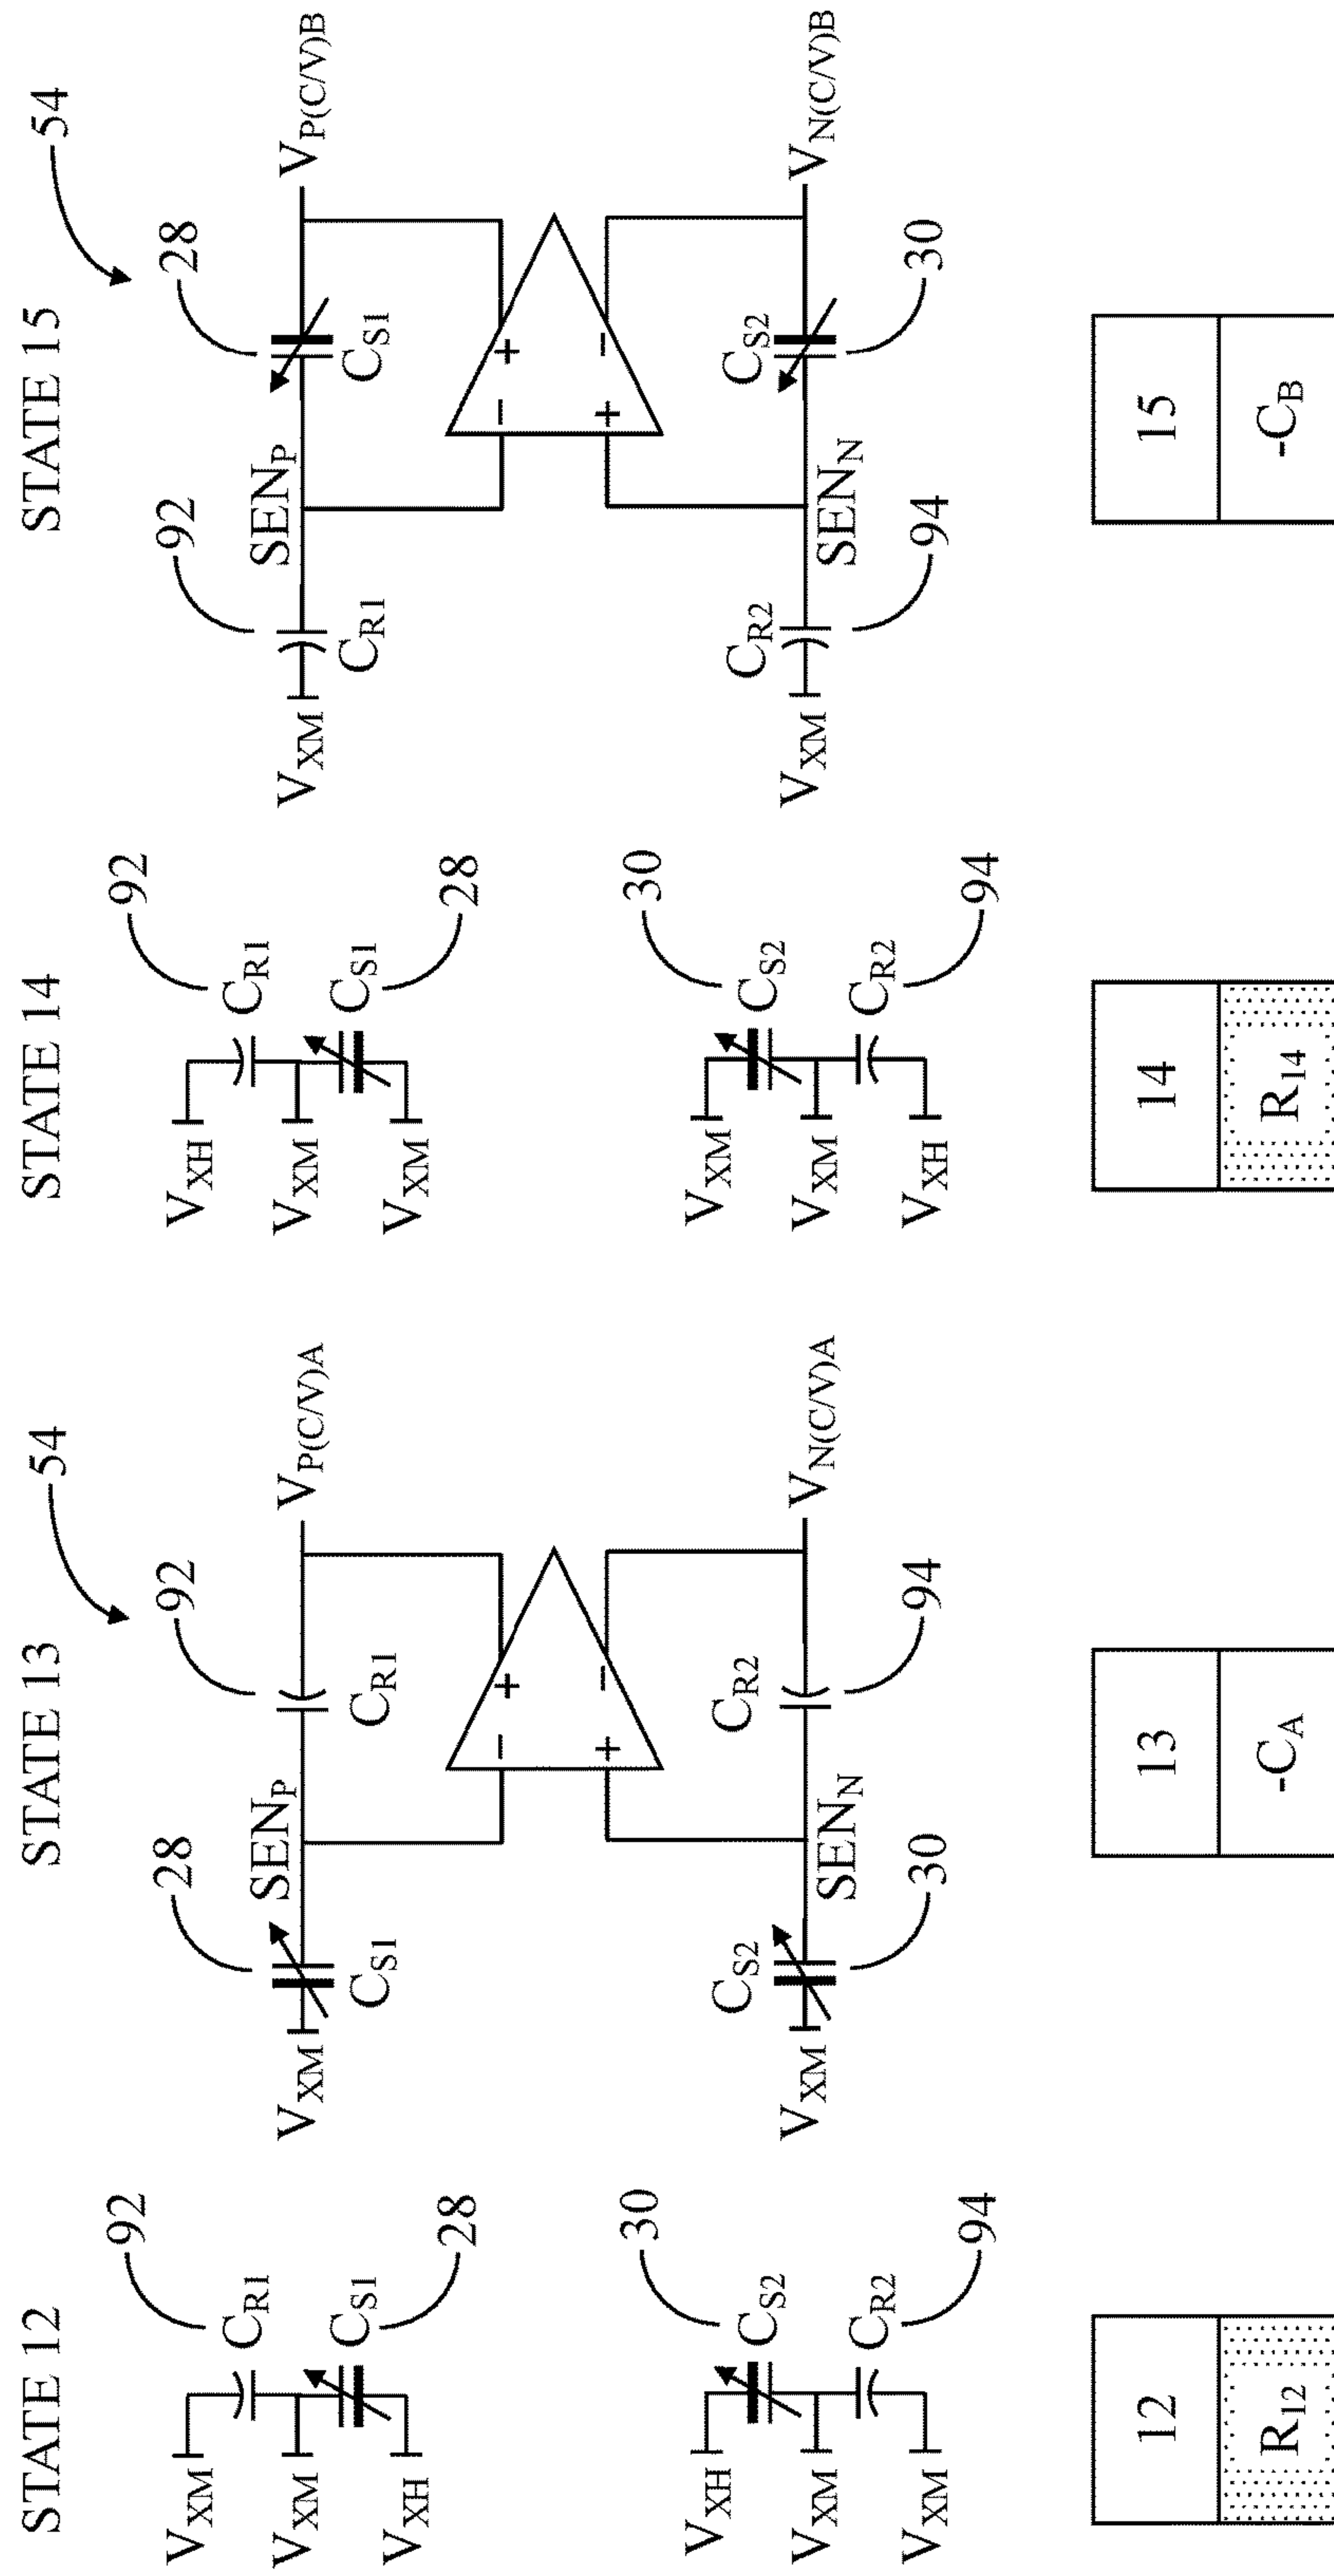 STATE 12
92
V_XM
C_R1
V_XM
C_S1
V_XH
28
30
V_XH
C_S2
V_XM
C_R2
V_XM
94
12
R_12
STATE 13
54
28
92
V_XM
C_S1
SEN_P
C_R1
V_P(C/V)A
− +
+ −
V_XM
C_S2
SEN_N
C_R2
V_N(C/V)A
30
94
13
-C_A
STATE 14
92
V_XH
C_R1
V_XM
C_S1
V_XM
28
30
V_XM
C_S2
V_XM
C_R2
V_XH
94
14
R_14
STATE 15
54
92
28
V_XM
C_R1
SEN_P
C_S1
V_P(C/V)B
− +
+ −
V_XM
C_R2
SEN_N
C_S2
V_N(C/V)B
94
30
15
-C_B